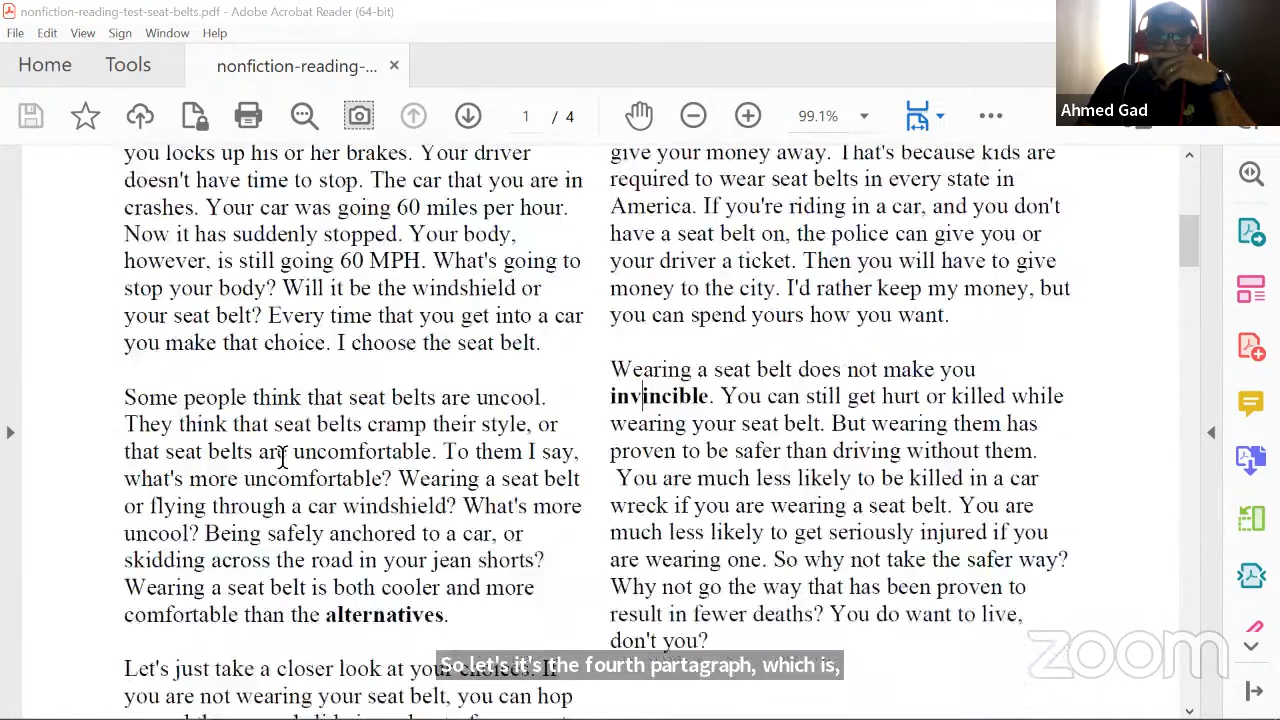 nonfiction-reading-test-seat-belts.pdf - Adobe Acrobat Reader (64-bit)
File Edit View Sign Window Help
Home Tools nonfiction-reading-... ×
1 / 4 99.1%
Ahmed Gad
you locks up his or her brakes. Your driver
doesn't have time to stop. The car that you are in
crashes. Your car was going 60 miles per hour.
Now it has suddenly stopped. Your body,
however, is still going 60 MPH. What's going to
stop your body? Will it be the windshield or
your seat belt? Every time that you get into a car
you make that choice. I choose the seat belt.
Some people think that seat belts are uncool.
They think that seat belts cramp their style, or
that seat belts are uncomfortable. To them I say,
what's more uncomfortable? Wearing a seat belt
or flying through a car windshield? What's more
uncool? Being safely anchored to a car, or
skidding across the road in your jean shorts?
Wearing a seat belt is both cooler and more
comfortable than the alternatives.
Let's just take a closer look at your choices. If
you are not wearing your seat belt, you can hop
give your money away. That's because kids are
required to wear seat belts in every state in
America. If you're riding in a car, and you don't
have a seat belt on, the police can give you or
your driver a ticket. Then you will have to give
money to the city. I'd rather keep my money, but
you can spend yours how you want.
Wearing a seat belt does not make you
invincible. You can still get hurt or killed while
wearing your seat belt. But wearing them has
proven to be safer than driving without them.
You are much less likely to be killed in a car
wreck if you are wearing a seat belt. You are
much less likely to get seriously injured if you
are wearing one. So why not take the safer way?
Why not go the way that has been proven to
result in fewer deaths? You do want to live,
don't you?
So let's it's the fourth partagraph, which is,
zoom